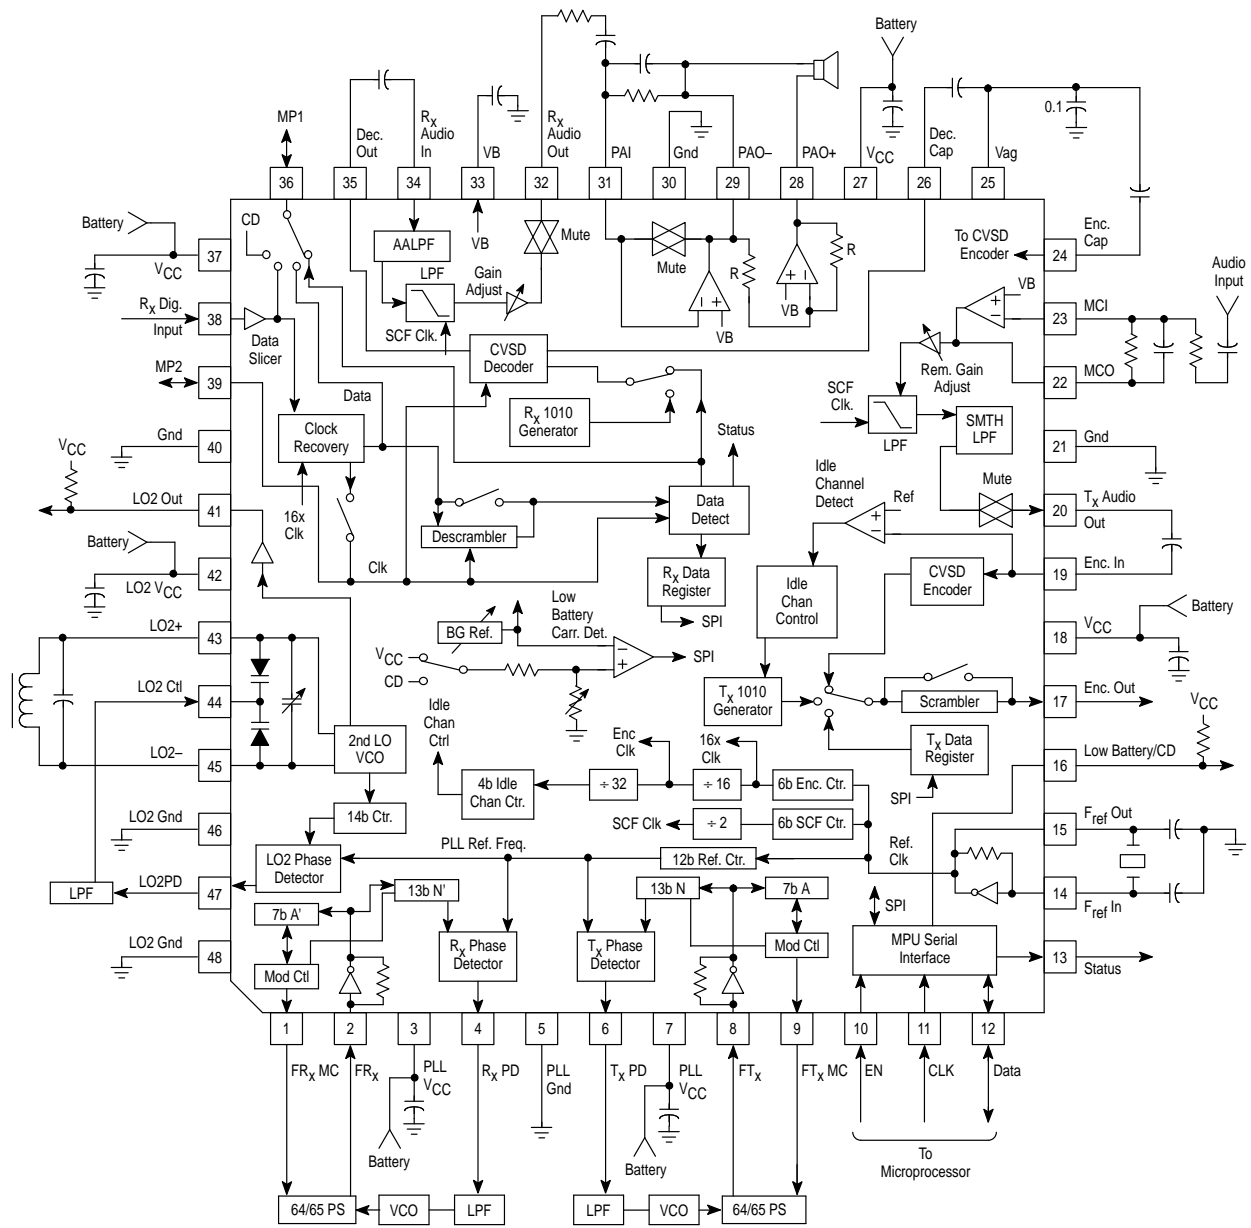 Battery
MP1
Dec. Out
Rx Audio In
VB
Rx Audio Out
PAI
Gnd
PAO–
PAO+
VCC
Dec. Cap
Vag
0.1
36
35
34
33
32
31
30
29
28
27
26
25
Battery
VCC
37
CD
AALPF
VB
Mute
LPF
Gain
Adjust
SCF Clk.
Mute
VB
R
VB
R
To CVSD
Encoder
24
Enc.
Cap
Audio
Input
Rx Dig.
Input
38
Data
Slicer
VB
23
MCI
MP2
39
Data
CVSD
Decoder
Rem. Gain
Adjust
22
MCO
Rx 1010
Generator
SCF
Clk.
LPF
SMTH
LPF
Gnd
40
Clock
Recovery
Status
21
Gnd
VCC
LO2 Out
41
16x
Clk
Descrambler
Data
Detect
Idle
Channel
Detect
Ref
Mute
20
Tx Audio
Out
Battery
LO2 VCC
42
Clk
Rx Data
Register
SPI
Idle
Chan
Control
CVSD
Encoder
19
Enc. In
LO2+
43
BG Ref.
Low
Battery
Carr. Det.
VCC
CD
SPI
18
VCC
Battery
LO2 Ctl
44
Idle
Chan
Ctrl
Tx 1010
Generator
Scrambler
17
Enc. Out
VCC
LO2–
45
2nd LO
VCO
Enc
Clk
16x
Clk
Tx Data
Register
SPI
16
Low Battery/CD
4b Idle
Chan Ctr.
÷ 32
÷ 16
6b Enc. Ctr.
LO2 Gnd
46
14b Ctr.
SCF Clk
÷ 2
6b SCF Ctr.
15
Fref Out
LO2 Phase
Detector
PLL Ref. Freq.
12b Ref. Ctr.
Ref.
Clk
LPF
LO2PD
47
13b N'
13b N
7b A
14
Fref In
7b A'
SPI
LO2 Gnd
48
Mod Ctl
Rx Phase
Detector
Tx Phase
Detector
Mod Ctl
MPU Serial
Interface
13
Status
1
2
3
4
5
6
7
8
9
10
11
12
FRx MC
FRx
PLL
VCC
Rx PD
PLL
Gnd
Tx PD
PLL
VCC
FTx
FTx MC
EN
CLK
Data
Battery
Battery
To
Microprocessor
64/65 PS
VCO
LPF
LPF
VCO
64/65 PS